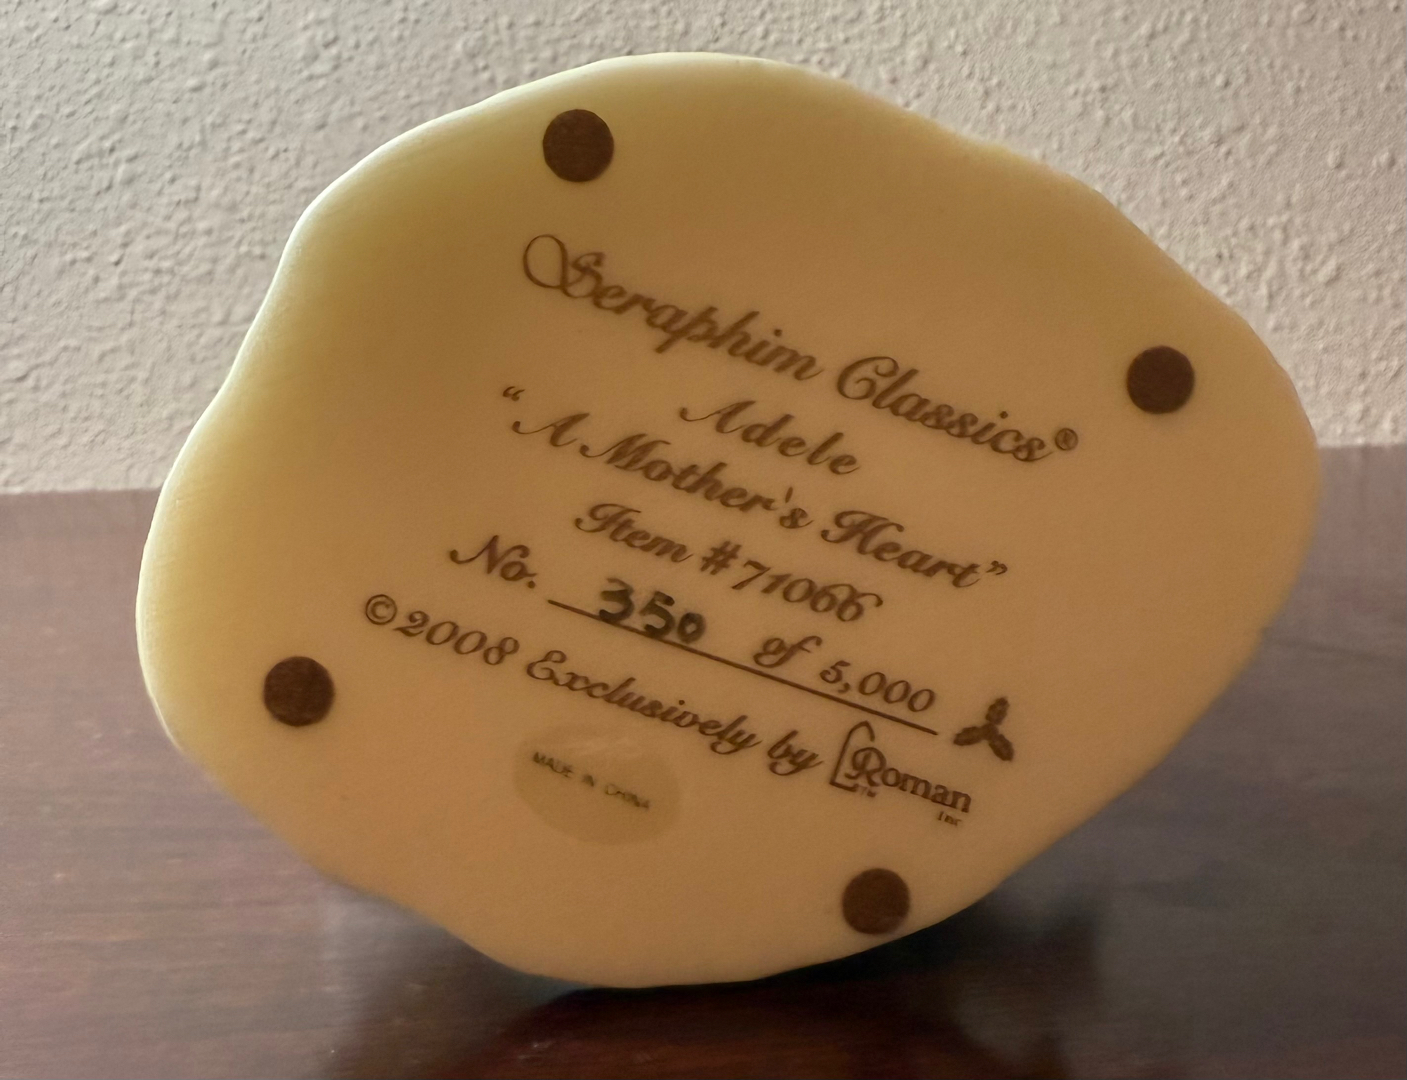 Seraphim Classics®
Adele
“A Mother's Heart”
Item #71066
No. 350 of 5,000
©2008 Exclusively by Roman™ Inc
MADE IN CHINA